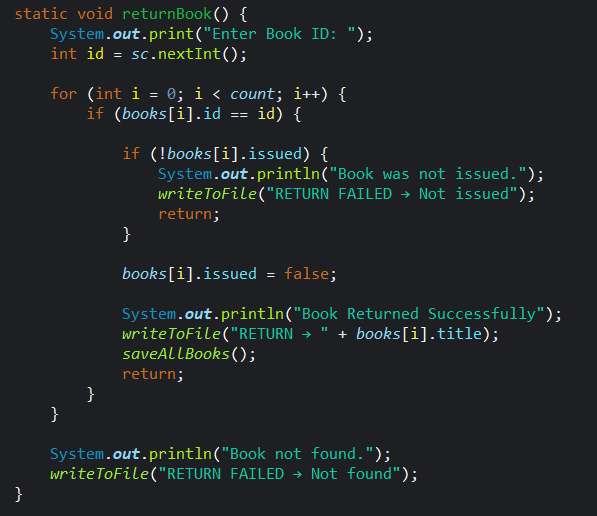 static void returnBook() {
    System.out.print("Enter Book ID: ");
    int id = sc.nextInt();

    for (int i = 0; i < count; i++) {
        if (books[i].id == id) {

            if (!books[i].issued) {
                System.out.println("Book was not issued.");
                writeToFile("RETURN FAILED → Not issued");
                return;
            }

            books[i].issued = false;

            System.out.println("Book Returned Successfully");
            writeToFile("RETURN → " + books[i].title);
            saveAllBooks();
            return;
        }
    }

    System.out.println("Book not found.");
    writeToFile("RETURN FAILED → Not found");
}